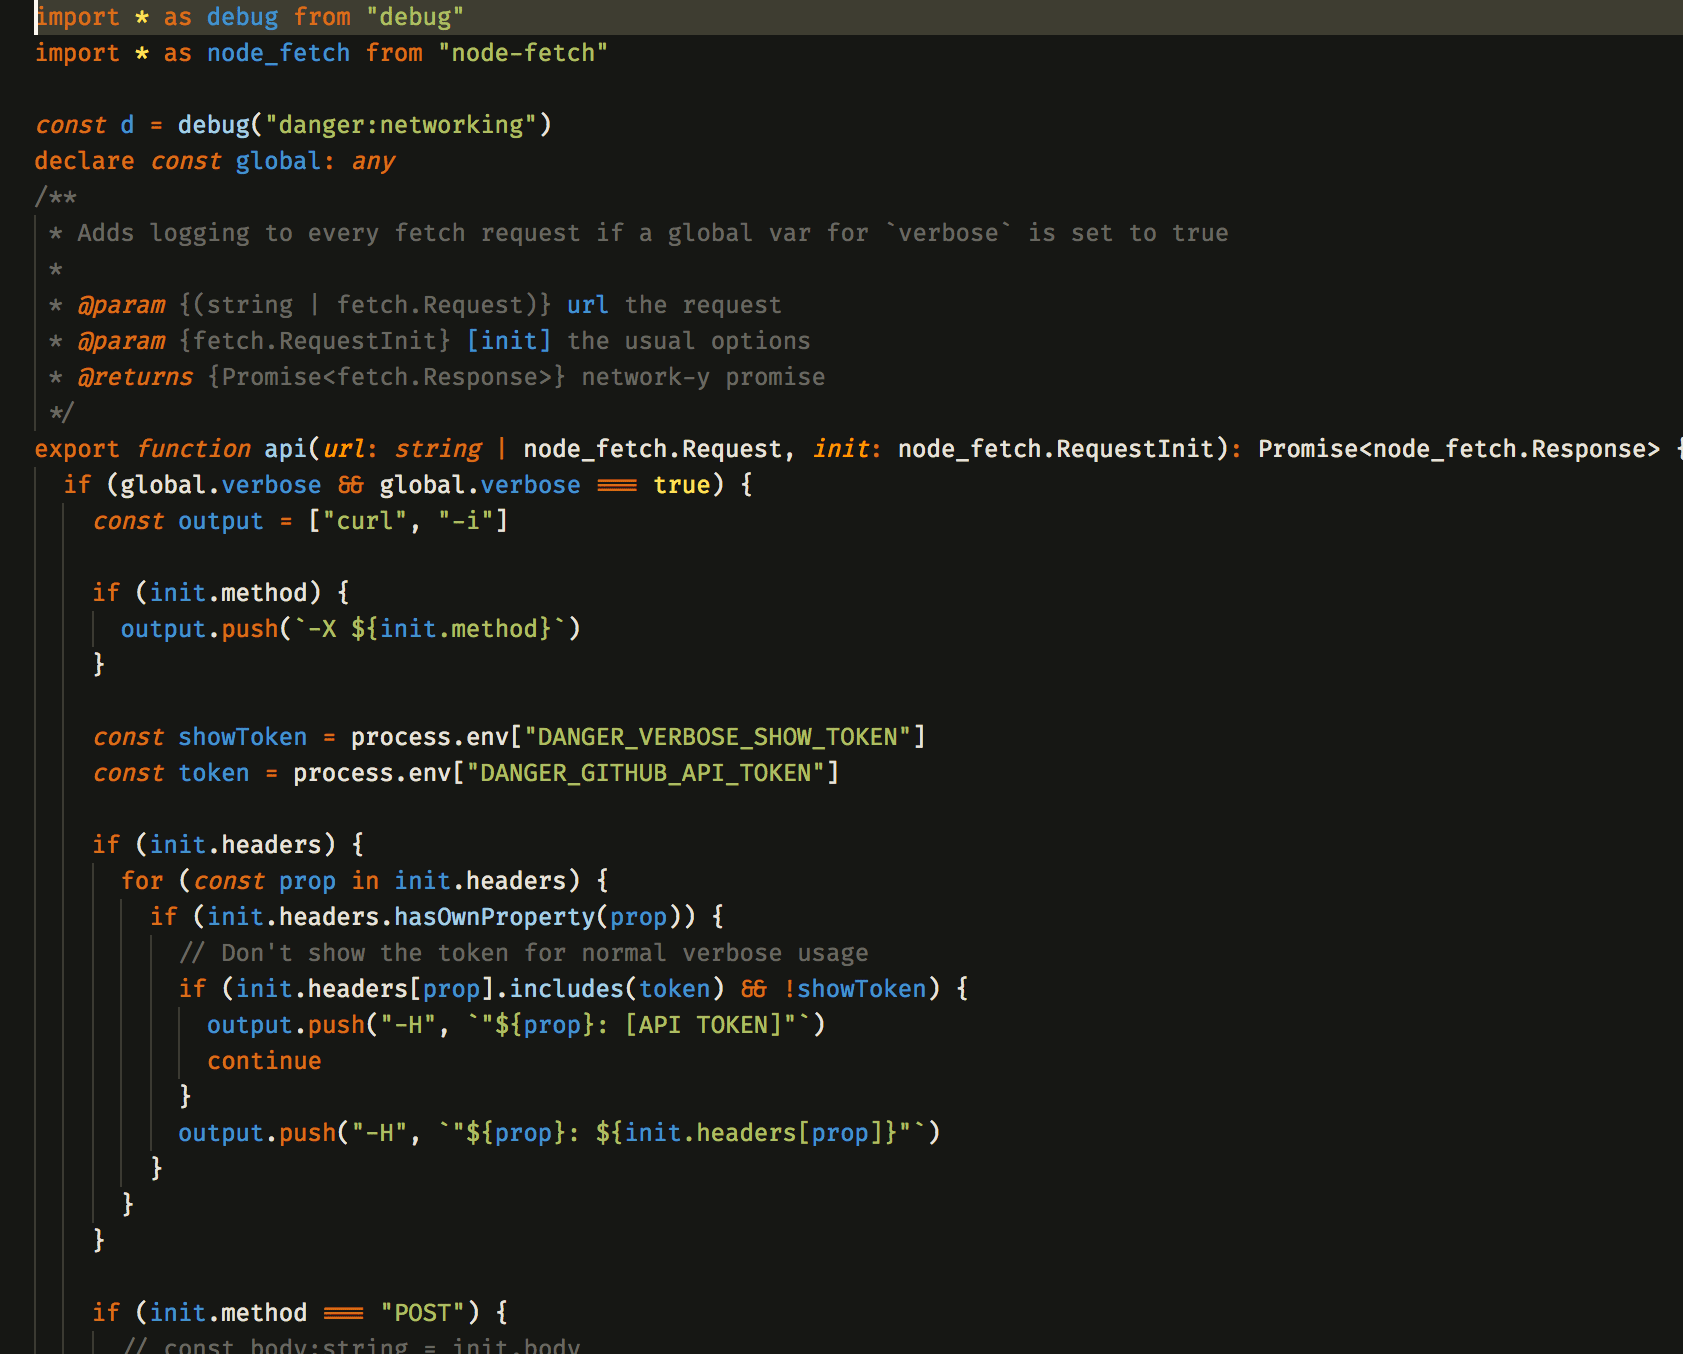 import * as debug from "debug"
import * as node_fetch from "node-fetch"

const d = debug("danger:networking")
declare const global: any
/**
 * Adds logging to every fetch request if a global var for `verbose` is set to true
 *
 * @param {(string | fetch.Request)} url the request
 * @param {fetch.RequestInit} [init] the usual options
 * @returns {Promise<fetch.Response>} network-y promise
 */
export function api(url: string | node_fetch.Request, init: node_fetch.RequestInit): Promise<node_fetch.Response> {
  if (global.verbose && global.verbose === true) {
    const output = ["curl", "-i"]

    if (init.method) {
      output.push(`-X ${init.method}`)
    }

    const showToken = process.env["DANGER_VERBOSE_SHOW_TOKEN"]
    const token = process.env["DANGER_GITHUB_API_TOKEN"]

    if (init.headers) {
      for (const prop in init.headers) {
        if (init.headers.hasOwnProperty(prop)) {
          // Don't show the token for normal verbose usage
          if (init.headers[prop].includes(token) && !showToken) {
            output.push("-H", `"${prop}: [API TOKEN]"`)
            continue
          }
          output.push("-H", `"${prop}: ${init.headers[prop]}"`)
        }
      }
    }

    if (init.method === "POST") {
      // const body:string = init.body